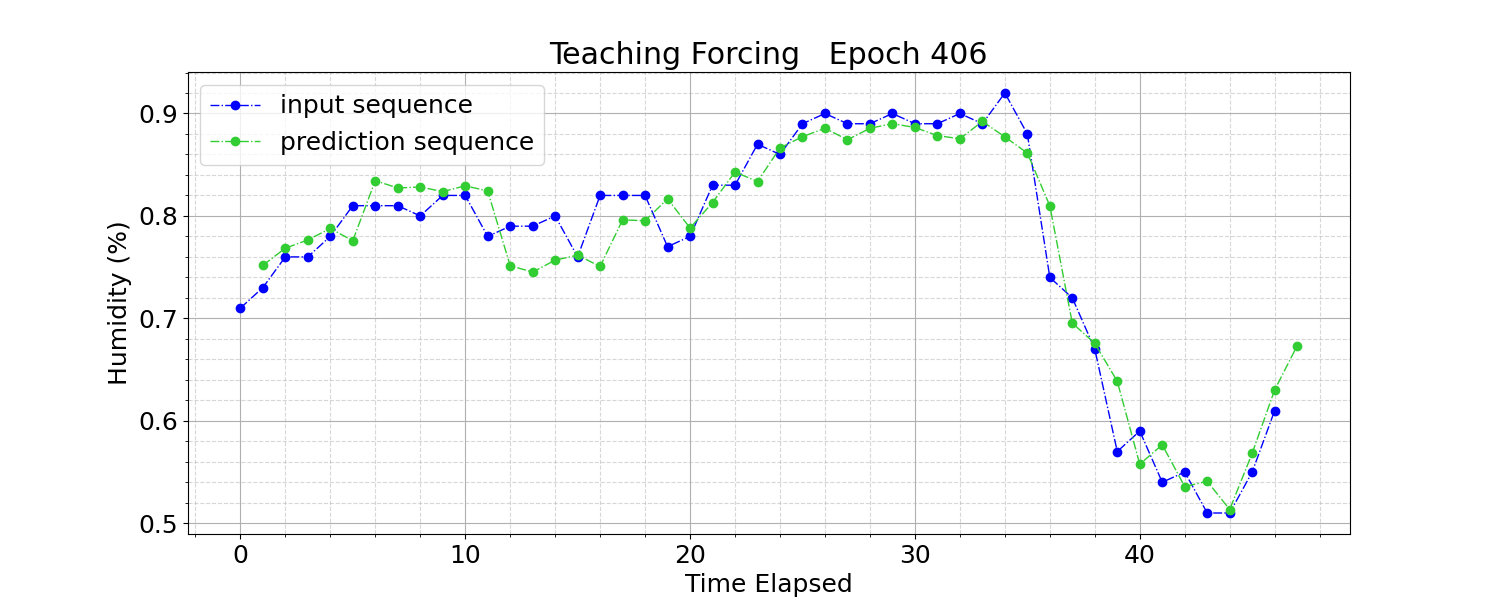 Teaching Forcing   Epoch 406
input sequence
prediction sequence
Humidity (%)
0.9
0.8
0.7
0.6
0.5
0 10 20 30 40
Time Elapsed